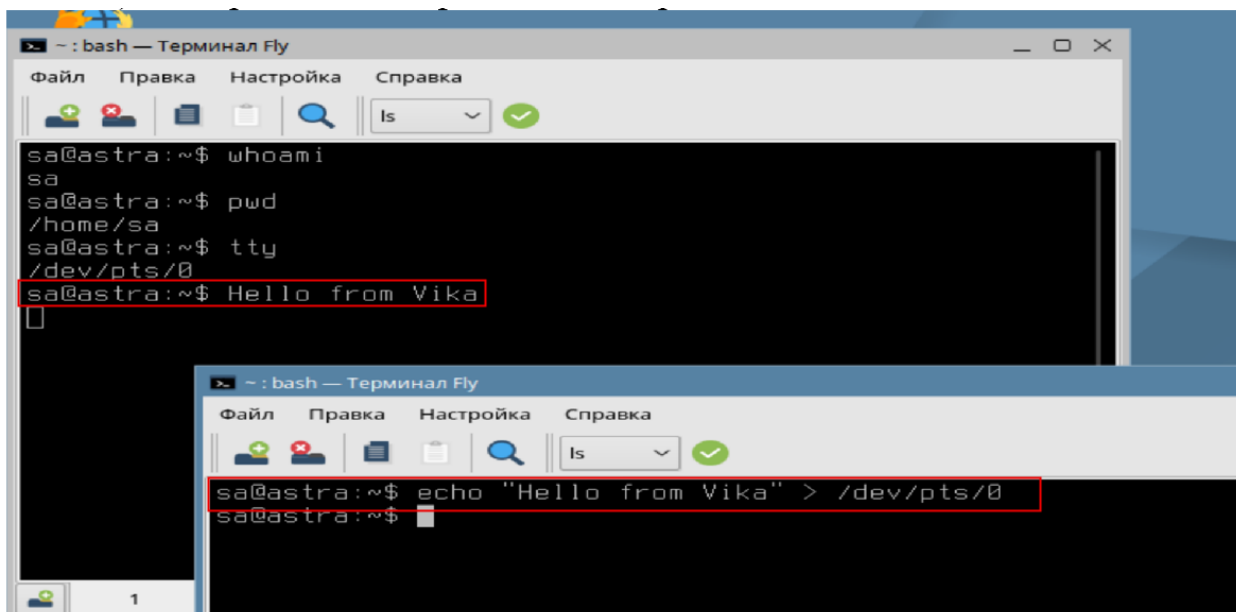 ~ : bash — Терминал Fly
Файл Правка Настройка Справка
ls
sa@astra:~$ whoami
sa
sa@astra:~$ pwd
/home/sa
sa@astra:~$ tty
/dev/pts/0
sa@astra:~$ Hello from Vika
~ : bash — Терминал Fly
Файл Правка Настройка Справка
ls
sa@astra:~$ echo "Hello from Vika" > /dev/pts/0
sa@astra:~$
1